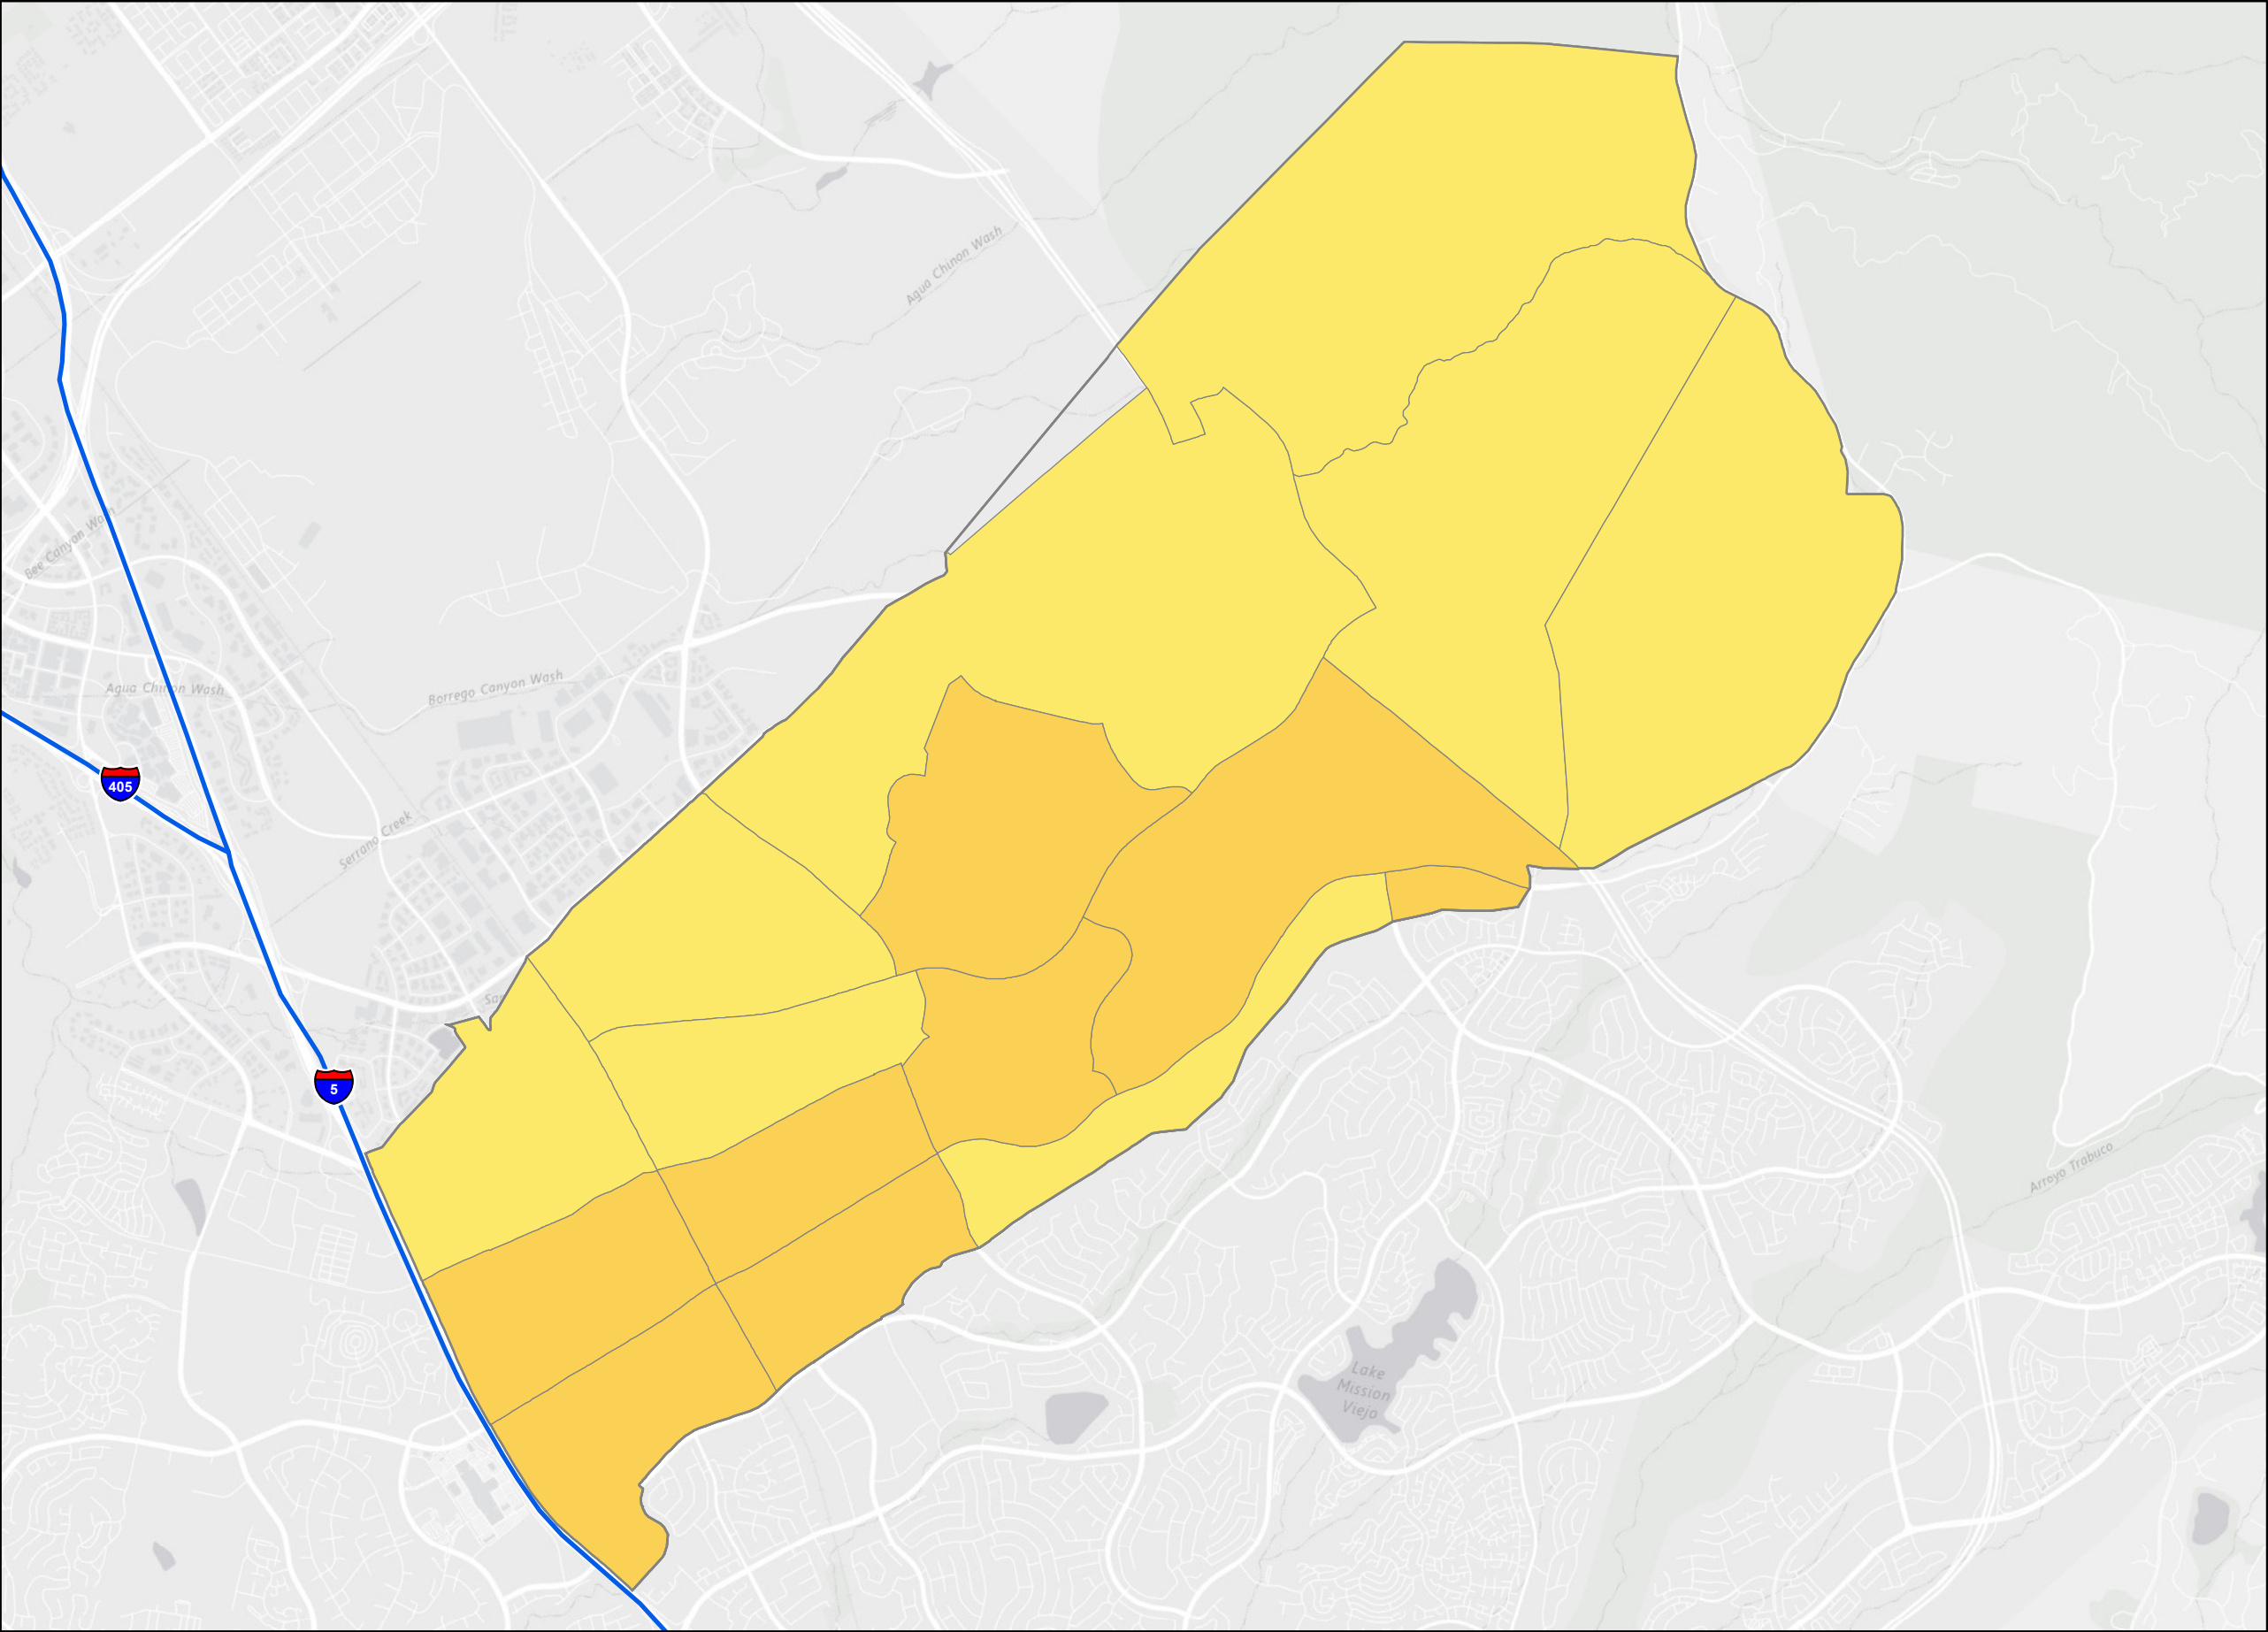 Agua Chinon Wash
Bee Canyon Wash
Agua Chinon Wash
Borrego Canyon Wash
405
Serrano Creek
5
Arroyo Trabuco
Lake
Mission
Viejo